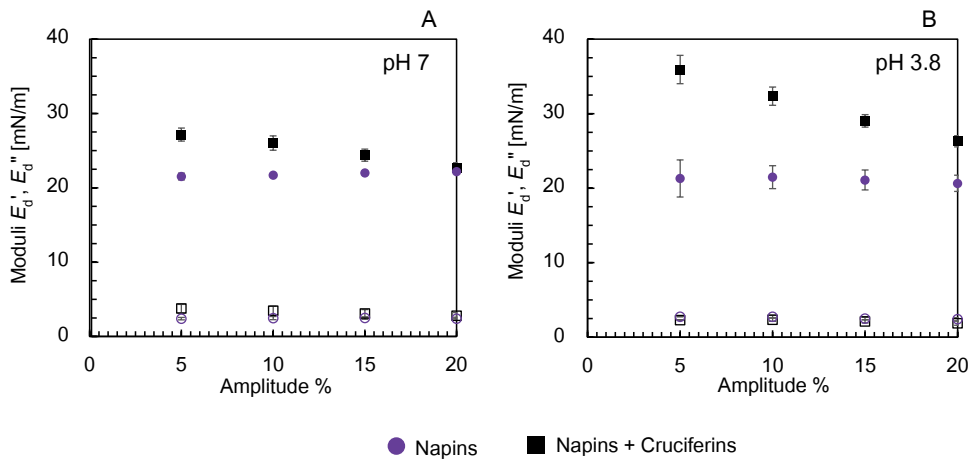 A
40
pH 7
30
20
10
0
0 5 10 15 20
Moduli E_d', E_d'' [mN/m]
Amplitude %
B
40
pH 3.8
30
20
10
0
0 5 10 15 20
Moduli E_d', E_d'' [mN/m]
Amplitude %
Napins
Napins + Cruciferins